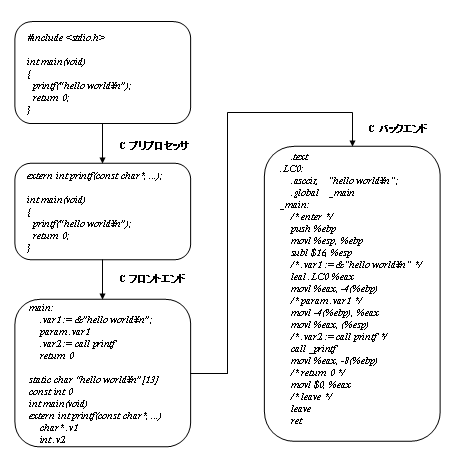 #include <stdio.h>
int main(void)
{
printf("hello world¥n");
return 0;
}
C プリプロセッサ
extern int printf(const char*, ...);
int main(void)
{
printf("hello world¥n");
return 0;
}
C フロントエンド
main:
.var1 := &"hello world¥n";
param .var1
.var2 := call printf
return 0
static char "hello world¥n" [13]
const int 0
int main(void)
extern int printf(const char*, ...)
char* .v1
int .v2
C バックエンド
.text
.LC0:
.asciz, "hello world¥n";
.global _main
_main:
/* enter */
push %ebp
movl %esp, %ebp
subl $16, %esp
/* .var1 := &"hello world¥n" */
leal .LC0 %eax
movl %eax, -4(%ebp)
/* param .var1 */
movl -4(%ebp), %eax
movl %eax, (%esp)
/* .var2 := call printf */
call _printf
movl %eax, -8(%ebp)
/* return 0 */
movl $0, %eax
/* leave */
leave
ret